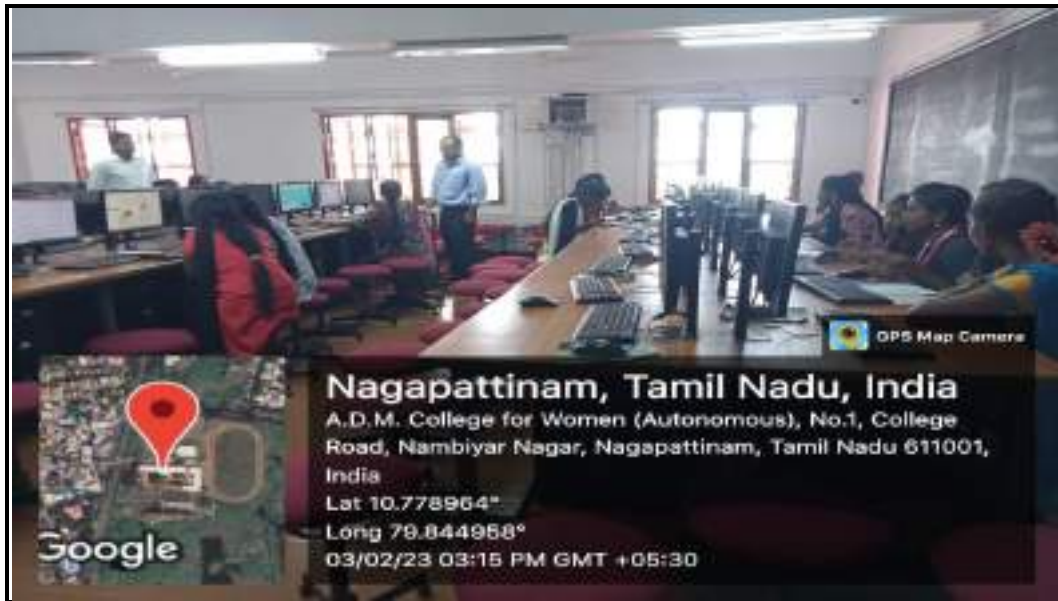 GPS Map Camera
Nagapattinam, Tamil Nadu, India
A.D.M. College for Women (Autonomous), No.1, College
Road, Nambiyar Nagar, Nagapattinam, Tamil Nadu 611001,
India
Lat 10.778964°
Long 79.844958°
03/02/23 03:15 PM GMT +05:30
Google